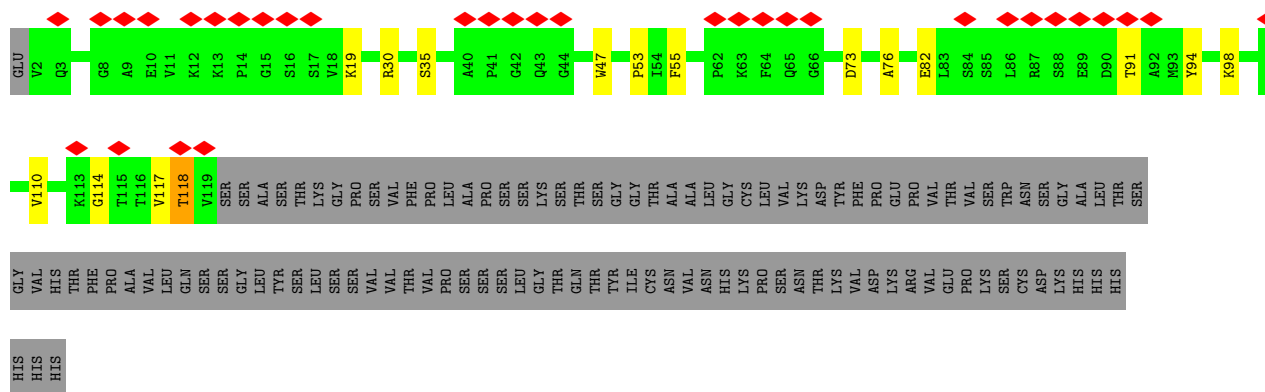 GLU V2 Q3 G8 A9 E10 V11 K12 K13 P14 G15 S16 S17 V18 K19 R30 S35 A40 P41 G42 Q43 G44 W47 P53 I54 F55 P62 K63 F64 Q65 G66 D73 A76 E82 L83 S84 S85 L86 R87 S88 E89 D90 T91 A92 M93 Y94 K98
V110 K113 G114 T115 T116 V117 T118 V119 SER SER ALA SER THR LYS GLY PRO SER VAL PHE PRO LEU ALA PRO SER SER LYS SER THR SER GLY GLY THR ALA ALA LEU GLY CYS LEU VAL LYS ASP TYR PHE PRO GLU PRO VAL THR VAL SER TRP ASN SER GLY ALA LEU THR SER
GLY VAL HIS THR PHE PRO ALA VAL LEU GLN SER SER GLY LEU TYR SER LEU SER SER VAL VAL THR VAL PRO SER SER SER LEU GLY THR GLN THR TYR ILE CYS ASN VAL ASN HIS LYS PRO SER ASN THR LYS VAL ASP LYS ARG VAL GLU PRO LYS SER CYS ASP LYS HIS HIS HIS
HIS HIS HIS